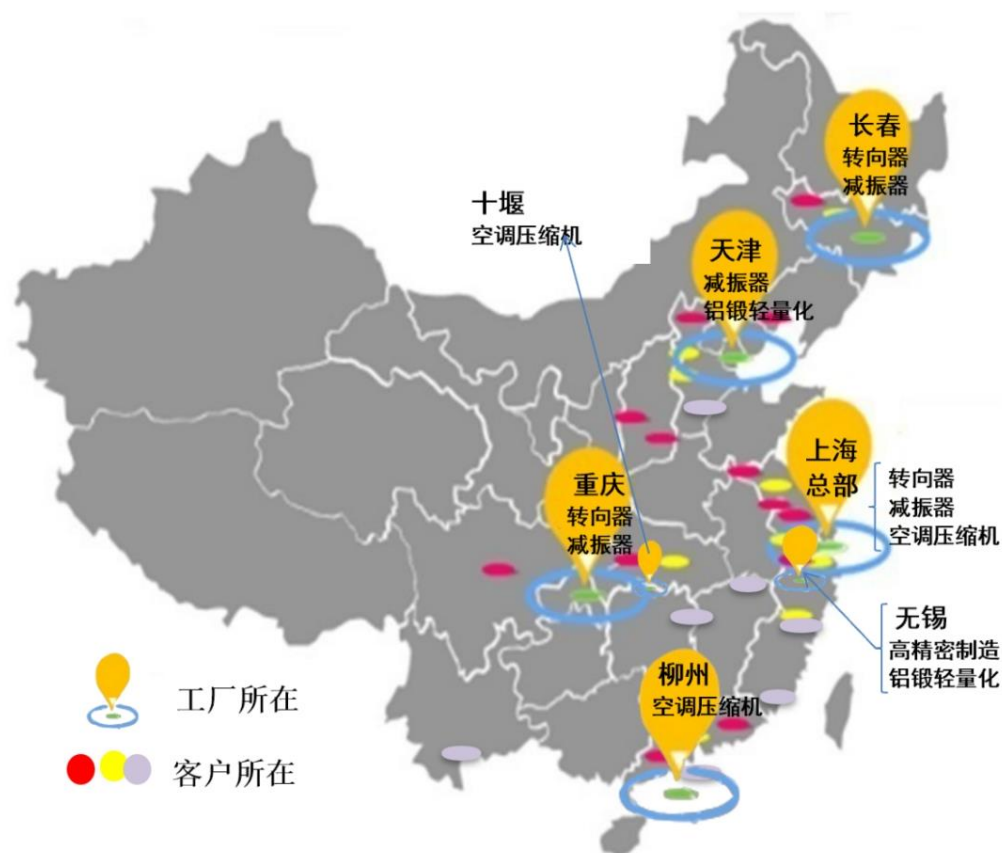 长春
转向器
减振器
十堰
空调压缩机
天津
减振器
铝锻轻量化
上海
总部
转向器
减振器
空调压缩机
重庆
转向器
减振器
无锡
高精密制造
铝锻轻量化
柳州
空调压缩机
工厂所在
客户所在